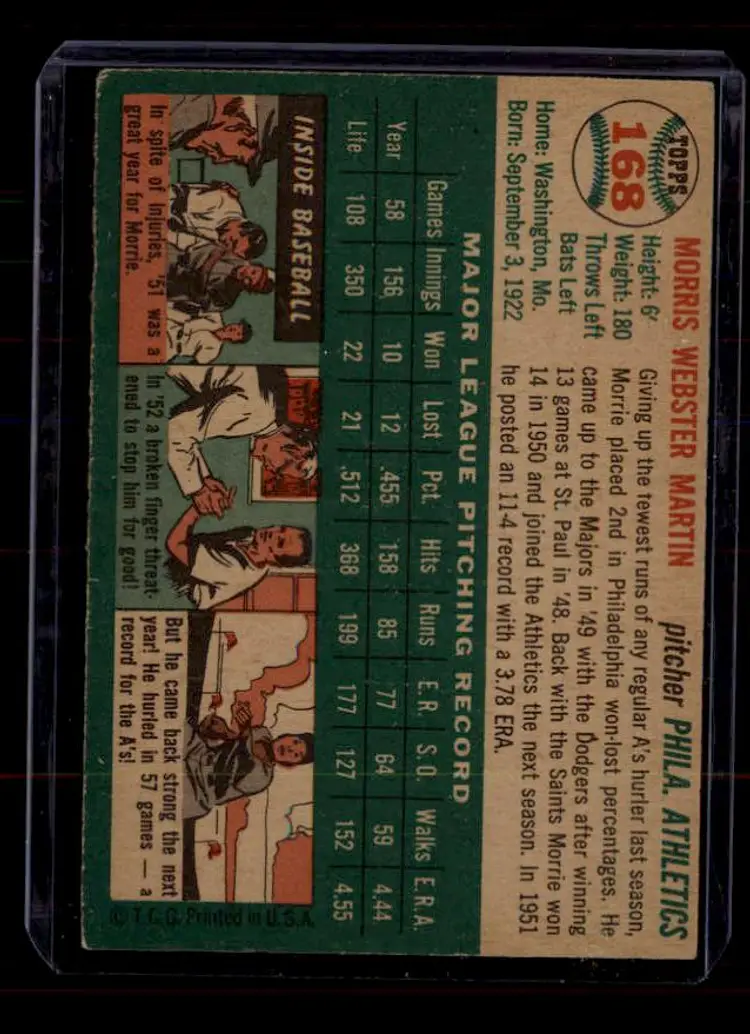 TOPPS
168
MORRIS WEBSTER MARTIN
pitcher PHILA. ATHLETICS
Height: 6'
Weight: 180
Throws Left
Bats Left
Home: Washington, Mo.
Born: September 3, 1922
Giving up the fewest runs of any regular A's hurler last season,
Morrie placed 2nd in Philadelphia won-lost percentages. He
came up to the Majors in '49 with the Dodgers after winning
13 games at St. Paul in '48. Back with the Saints Morrie won
14 in 1950 and joined the Athletics the next season. In 1951
he posted an 11-4 record with a 3.78 ERA.
MAJOR LEAGUE PITCHING RECORD
Games Innings Won Lost Pct. Hits Runs E.R. S.O. Walks E.R.A.
Year 58 156 10 12 .455 158 85 77 64 59 4.44
Life 108 350 22 21 .512 368 199 177 127 152 4.55
INSIDE BASEBALL
In spite of injuries, '51 was a
great year for Morrie.
In '52 a broken finger threat-
ened to stop him for good!
But he came back strong the next
year! He hurled in 57 games — a
record for the A's!
© T.C.G. Printed in U.S.A.